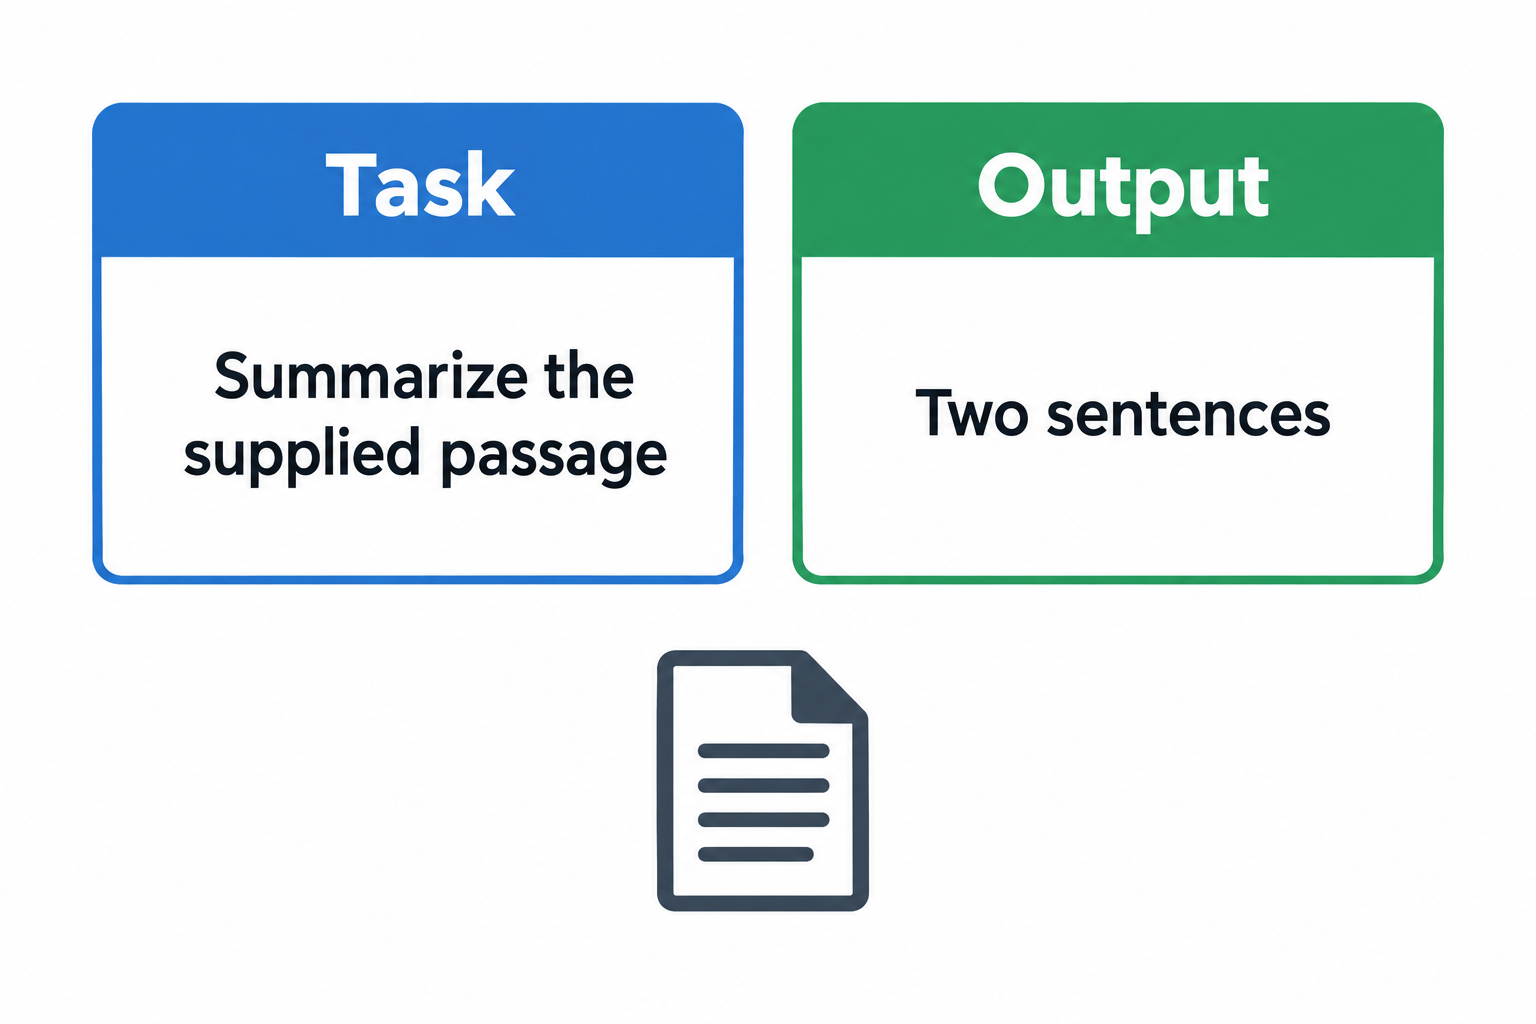 Task
Summarize the
supplied passage
Output
Two sentences